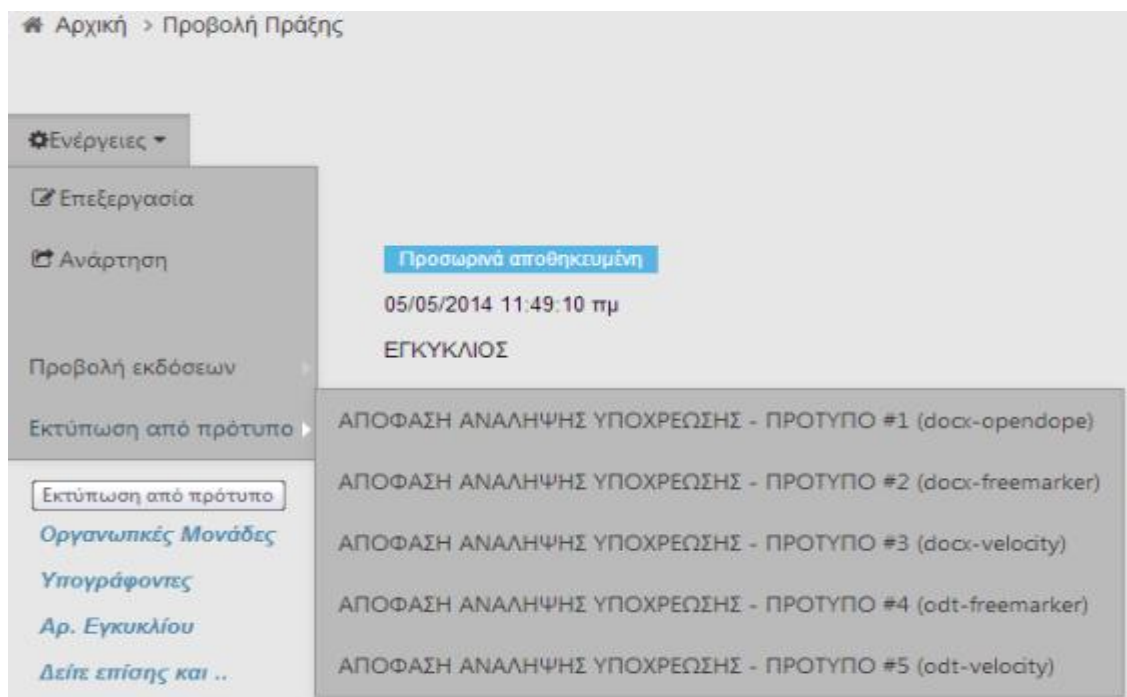 Αρχική > Προβολή Πράξης
Ενέργειες
Επεξεργασία
Ανάρτηση
Προσωρινά αποθηκευμένη
05/05/2014 11:49:10 πμ
ΕΓΚΥΚΛΙΟΣ
Προβολή εκδόσεων
Εκτύπωση από πρότυπο
ΑΠΟΦΑΣΗ ΑΝΑΛΗΨΗΣ ΥΠΟΧΡΕΩΣΗΣ - ΠΡΟΤΥΠΟ #1 (docx-opendope)
ΑΠΟΦΑΣΗ ΑΝΑΛΗΨΗΣ ΥΠΟΧΡΕΩΣΗΣ - ΠΡΟΤΥΠΟ #2 (docx-freemarker)
ΑΠΟΦΑΣΗ ΑΝΑΛΗΨΗΣ ΥΠΟΧΡΕΩΣΗΣ - ΠΡΟΤΥΠΟ #3 (docx-velocity)
ΑΠΟΦΑΣΗ ΑΝΑΛΗΨΗΣ ΥΠΟΧΡΕΩΣΗΣ - ΠΡΟΤΥΠΟ #4 (odt-freemarker)
ΑΠΟΦΑΣΗ ΑΝΑΛΗΨΗΣ ΥΠΟΧΡΕΩΣΗΣ - ΠΡΟΤΥΠΟ #5 (odt-velocity)
Εκτύπωση από πρότυπο
Οργανωτικές Μονάδες
Υπογράφοντες
Αρ. Εγκυκλίου
Δείτε επίσης και ..